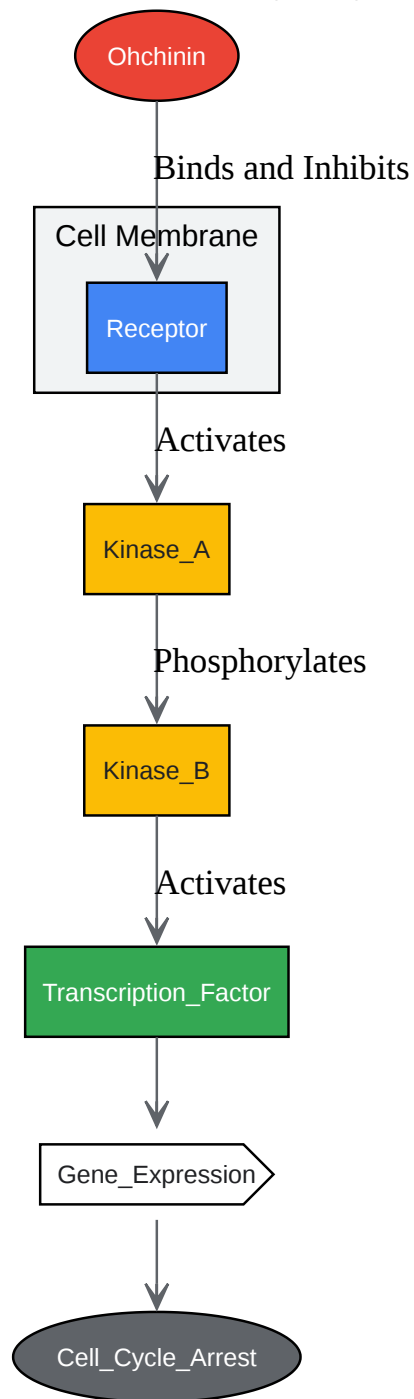 Ohchinin
Binds and Inhibits
Cell Membrane
Receptor
Activates
Kinase_A
Phosphorylates
Kinase_B
Activates
Transcription_Factor
Gene_Expression
Cell_Cycle_Arrest